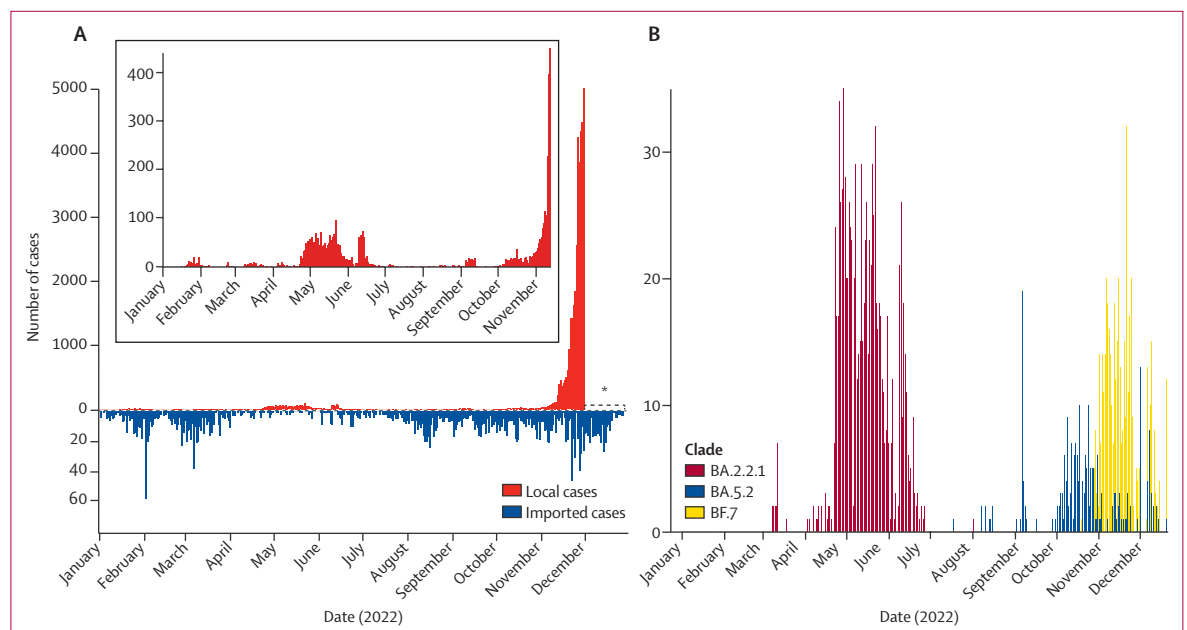 A
400
300
200
100
0
January
February
March
April
May
June
July
August
September
October
November
Number of cases
5000
4000
3000
2000
1000
0
20
40
60
*
Local cases
Imported cases
January
February
March
April
May
June
July
August
September
October
November
December
Date (2022)
B
30
20
10
0
Clade
BA.2.2.1
BA.5.2
BF.7
January
February
March
April
May
June
July
August
September
October
November
December
Date (2022)